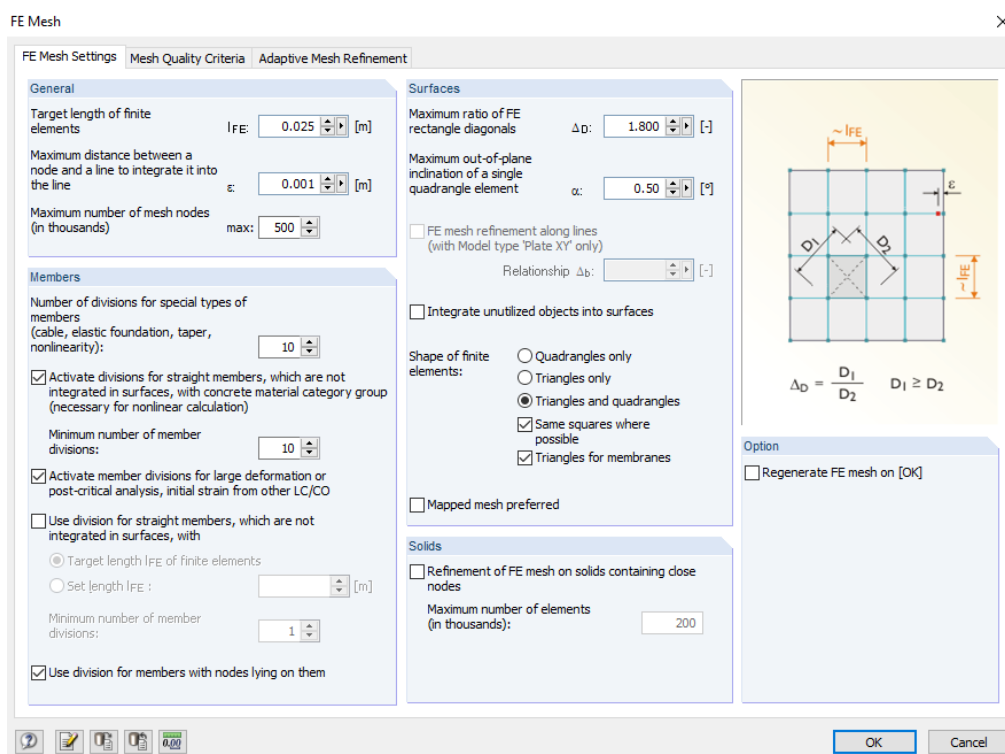 FE Mesh
FE Mesh Settings
Mesh Quality Criteria
Adaptive Mesh Refinement
General
Target length of finite
elements
lFE:
0.025
[m]
Maximum distance between a
node and a line to integrate it into
the line
ε:
0.001
[m]
Maximum number of mesh nodes
(in thousands)
max:
500
Members
Number of divisions for special types of
members
(cable, elastic foundation, taper,
nonlinearity):
10
Activate divisions for straight members, which are not
integrated in surfaces, with concrete material category group
(necessary for nonlinear calculation)
Minimum number of member
divisions:
10
Activate member divisions for large deformation or
post-critical analysis, initial strain from other LC/CO
Use division for straight members, which are not
integrated in surfaces, with
Target length lFE of finite elements
Set length lFE :
[m]
Minimum number of member
divisions:
1
Use division for members with nodes lying on them
Surfaces
Maximum ratio of FE
rectangle diagonals
ΔD:
1.800
[-]
Maximum out-of-plane
inclination of a single
quadrangle element
α:
0.50
[°]
FE mesh refinement along lines
(with Model type 'Plate XY' only)
Relationship Δb:
[-]
Integrate unutilized objects into surfaces
Shape of finite
elements:
Quadrangles only
Triangles only
Triangles and quadrangles
Same squares where
possible
Triangles for membranes
Mapped mesh preferred
Solids
Refinement of FE mesh on solids containing close
nodes
Maximum number of elements
(in thousands):
200
~ lFE
ε
D1
D2
~ lFE
ΔD = D1 / D2 D1 ≥ D2
Option
Regenerate FE mesh on [OK]
0.00
OK
Cancel